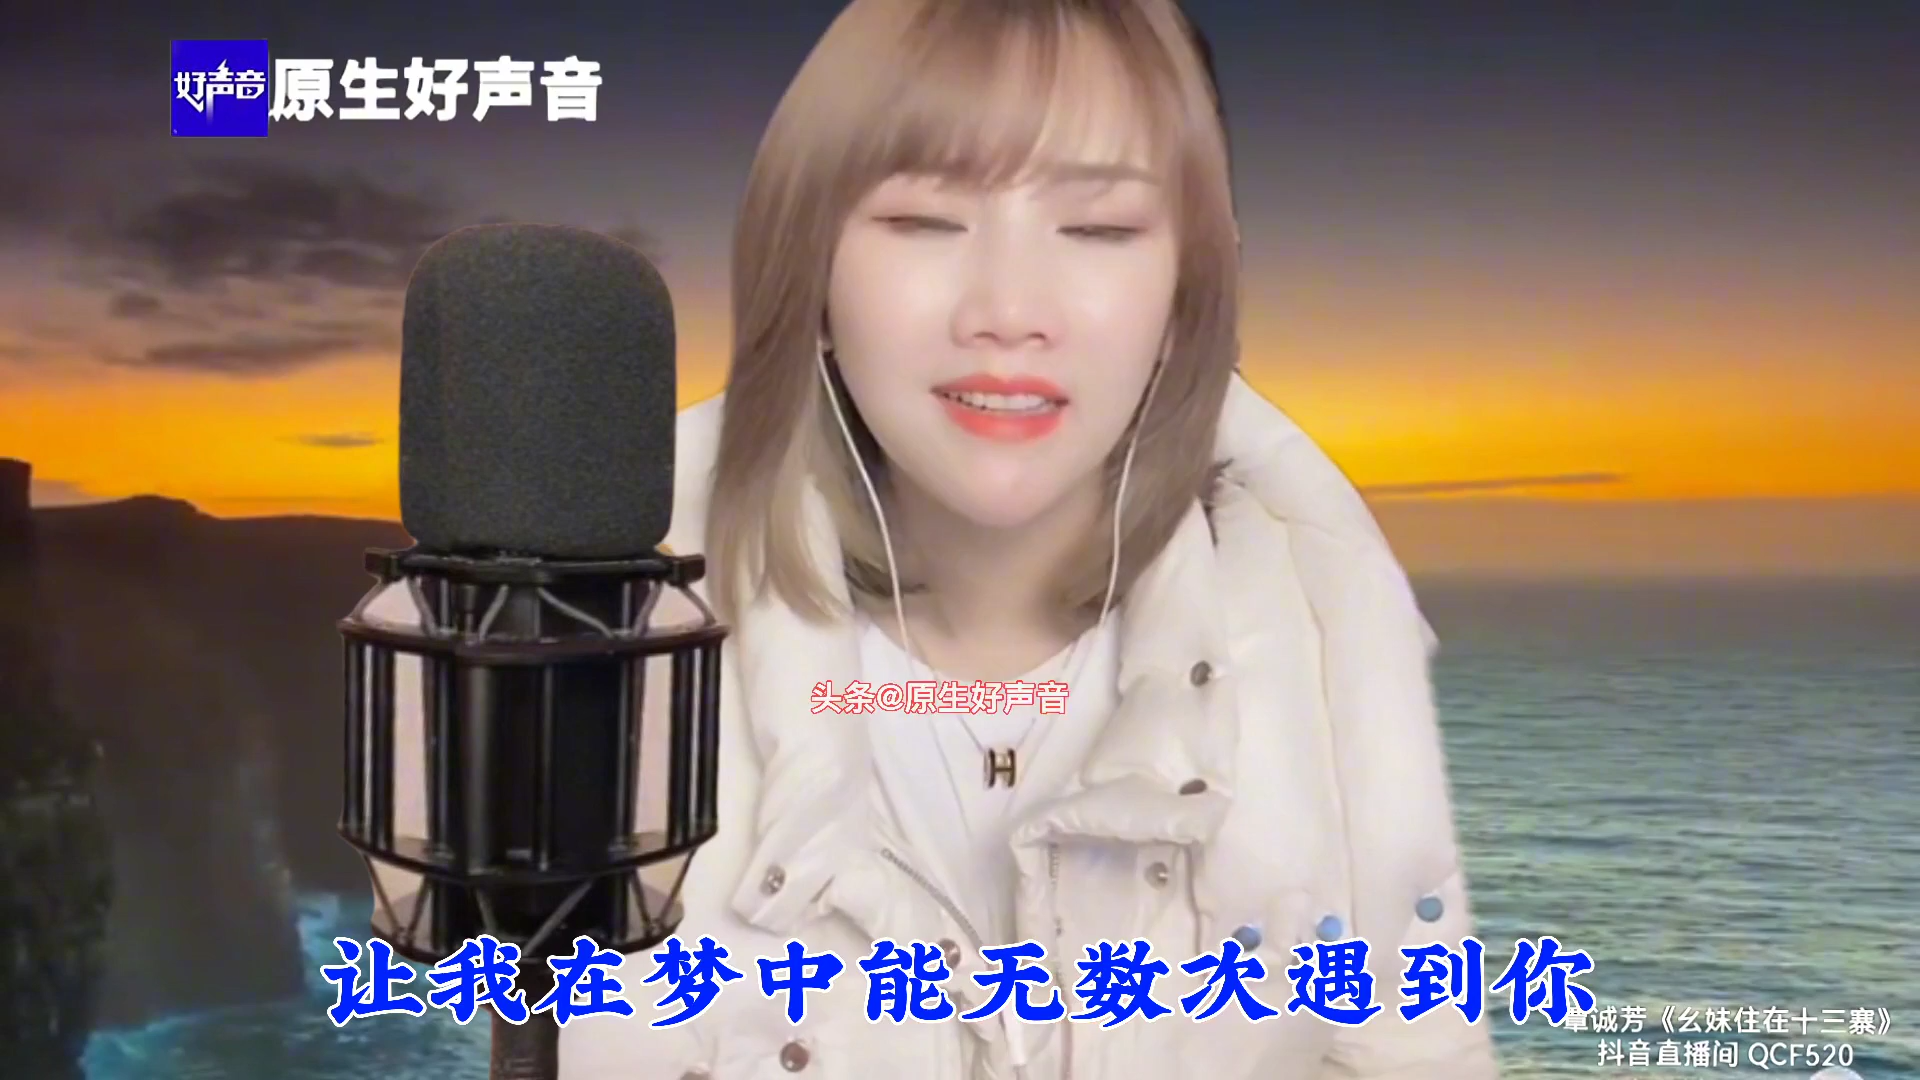 好声音 原生好声音
头条@原生好声音
让我在梦中能无数次遇到你
诚芳《幺妹住在十三寨》
抖音直播间 QCF520